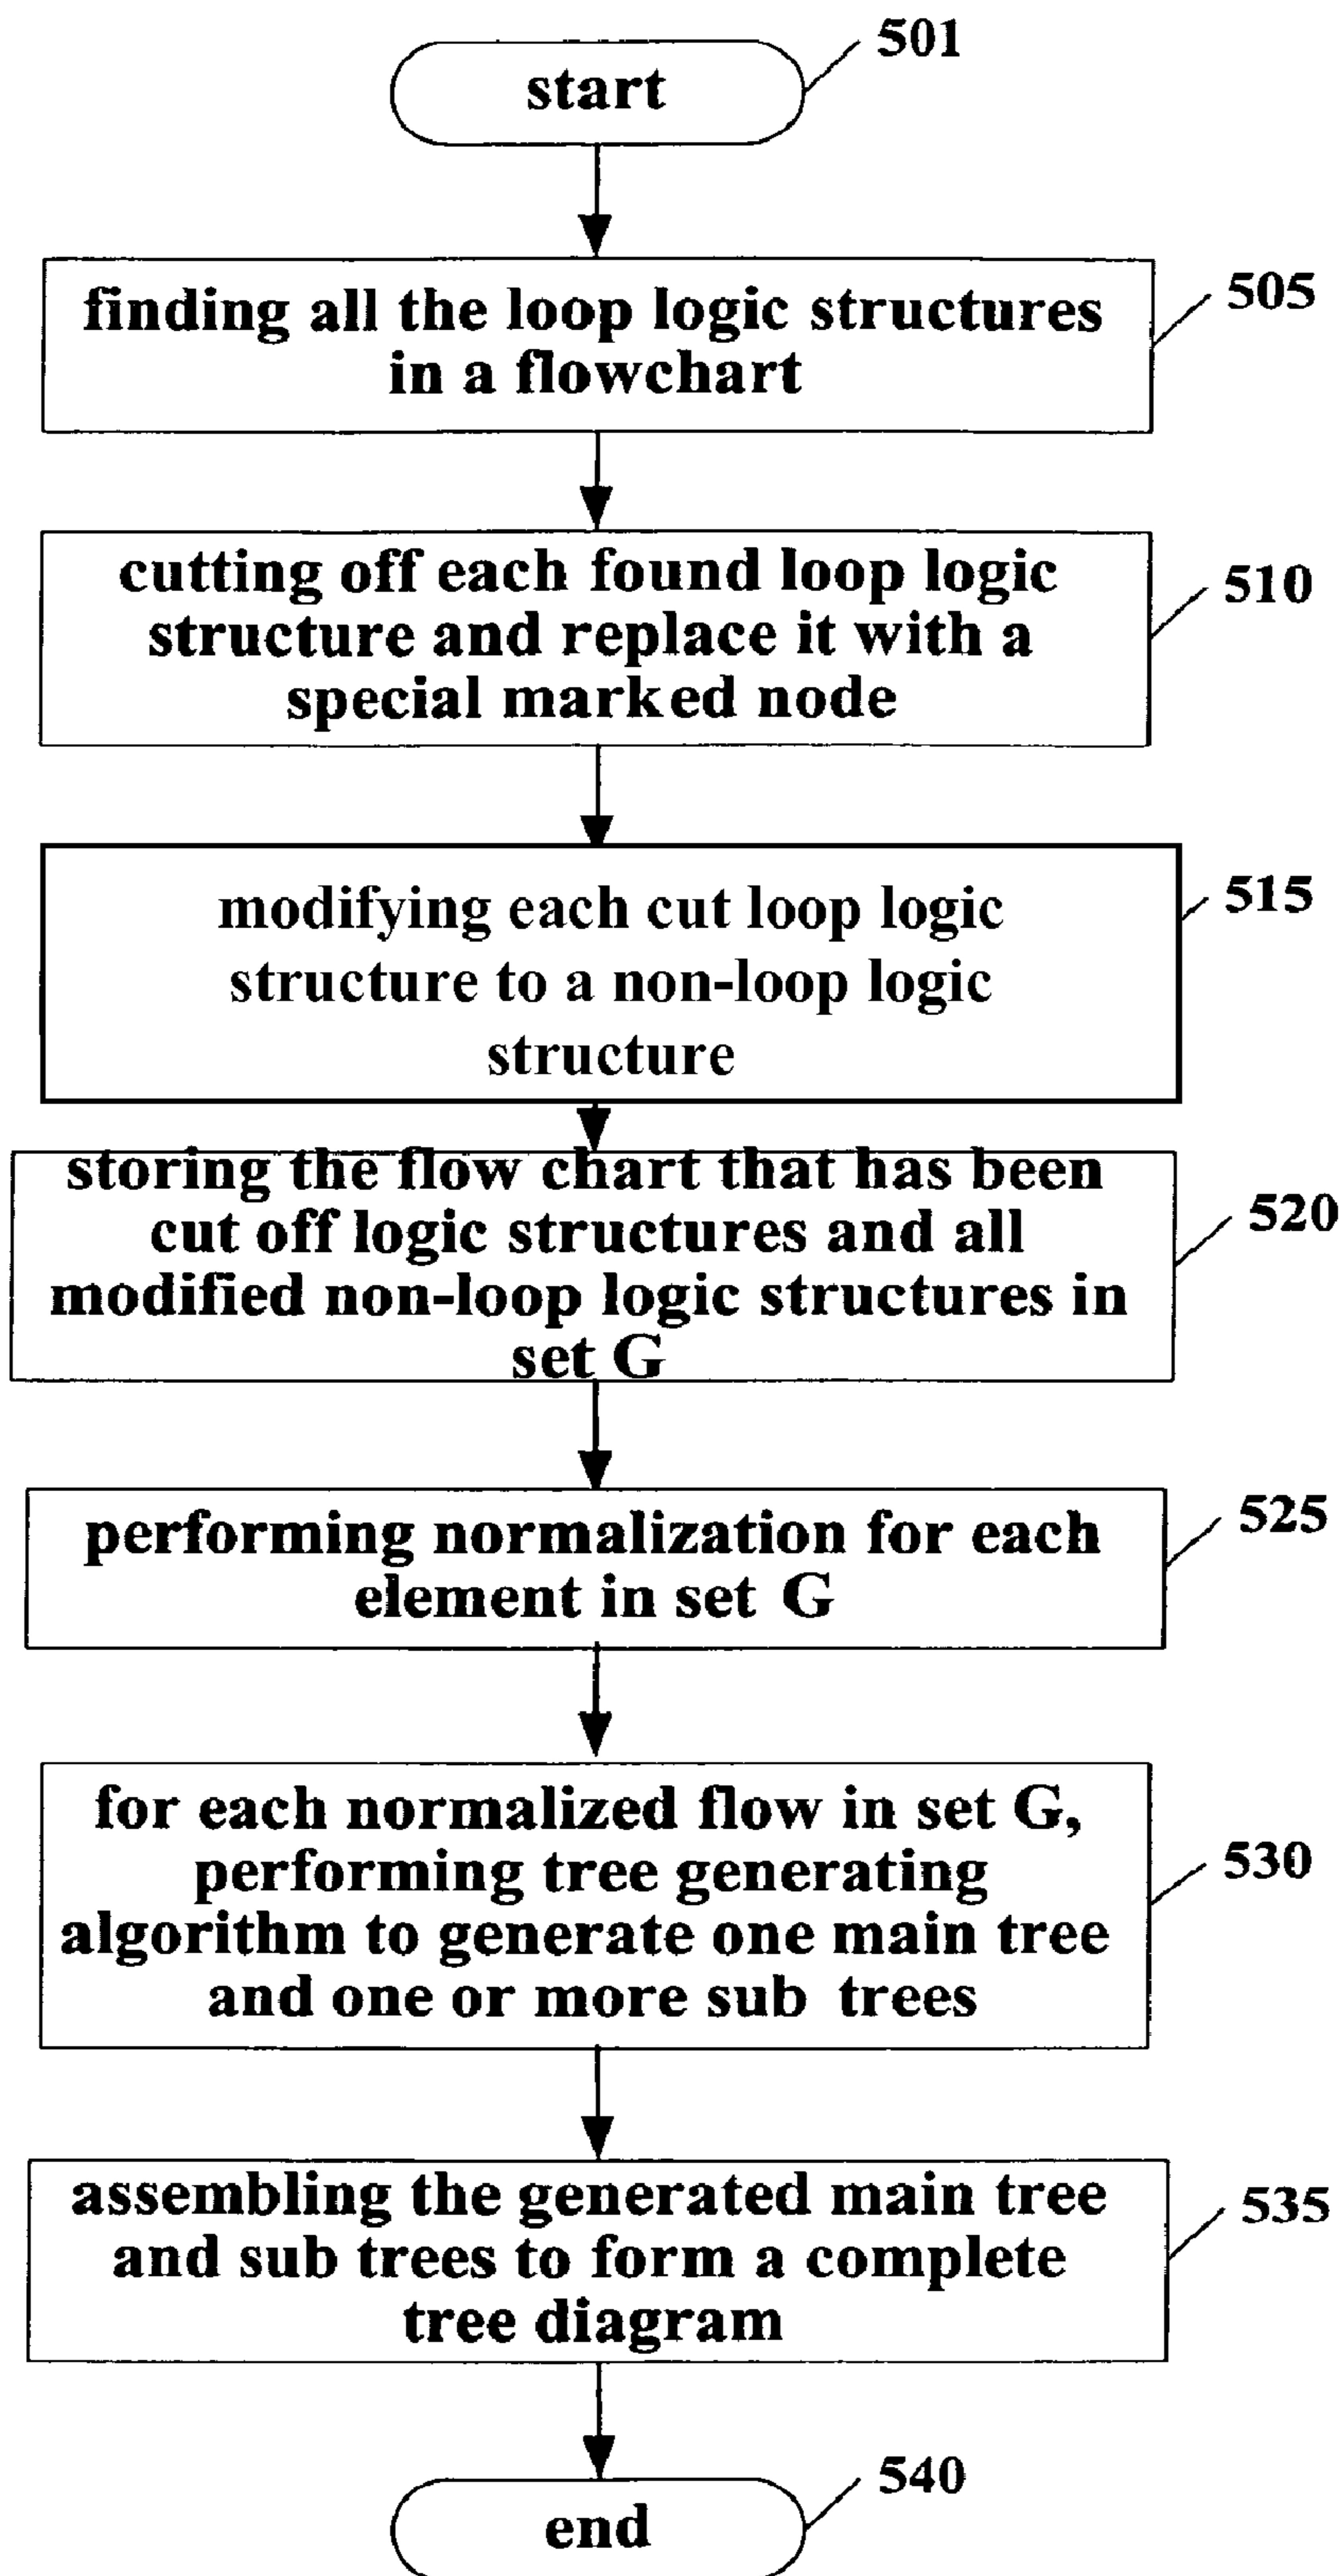 start
501
finding all the loop logic structures
in a flowchart
505
cutting off each found loop logic
structure and replace it with a
special marked node
510
modifying each cut loop logic
structure to a non-loop logic
structure
515
storing the flow chart that has been
cut off logic structures and all
modified non-loop logic structures in
set G
520
performing normalization for each
element in set G
525
for each normalized flow in set G,
performing tree generating
algorithm to generate one main tree
and one or more sub trees
530
assembling the generated main tree
and sub trees to form a complete
tree diagram
535
end
540